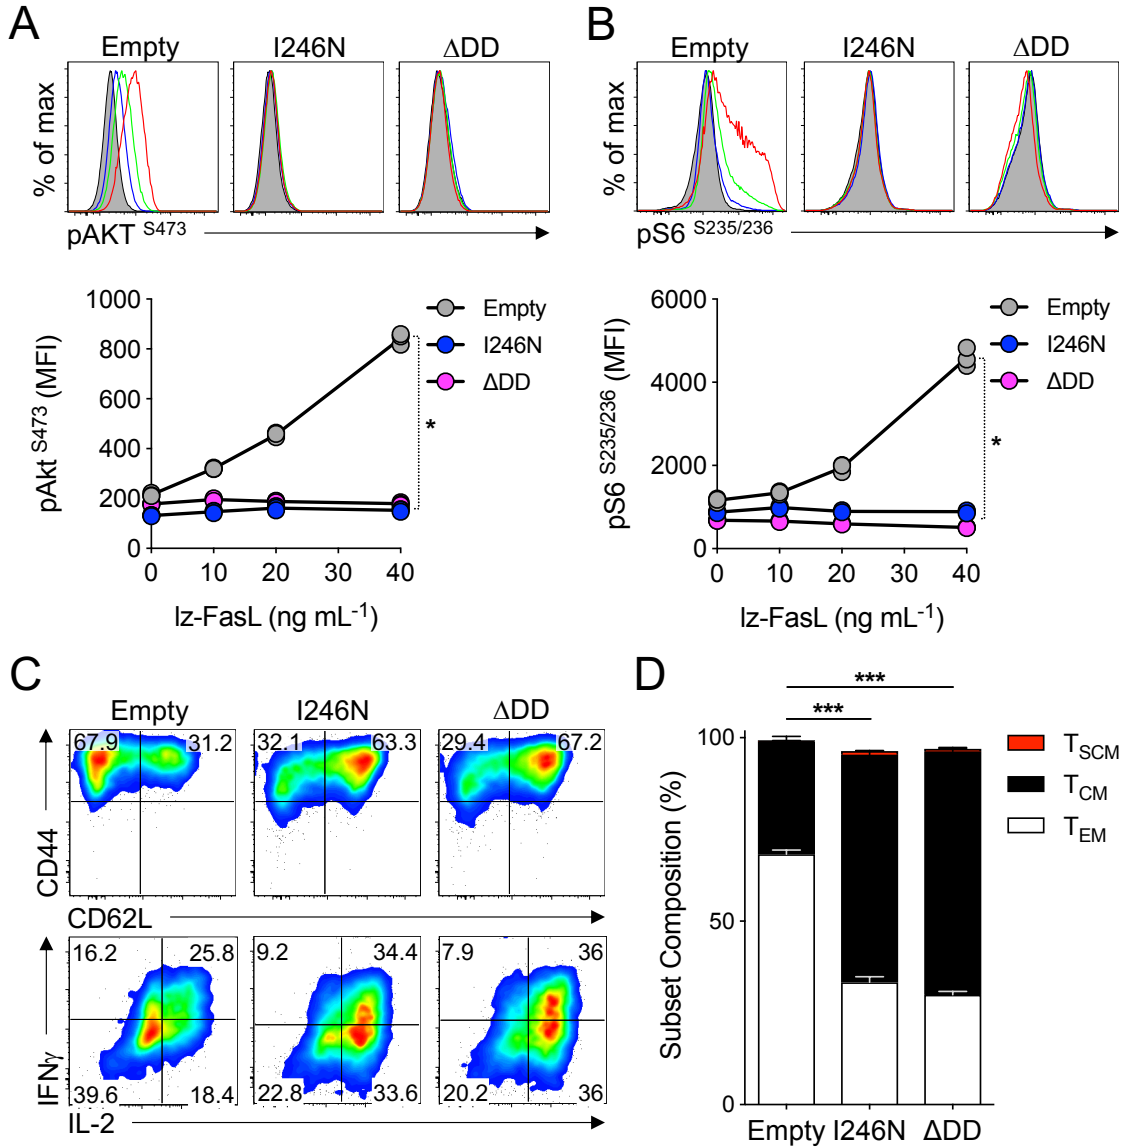 A
Empty I246N ΔDD
% of max
pAKT S473
1000
800
600
400
200
0
pAkt S473 (MFI)
0 10 20 40
lz-FasL (ng mL-1)
Empty
I246N
ΔDD
*
B
Empty I246N ΔDD
% of max
pS6 S235/236
6000
4000
2000
0
pS6 S235/236 (MFI)
0 10 20 40
lz-FasL (ng mL-1)
Empty
I246N
ΔDD
*
C
Empty I246N ΔDD
67.9 31.2 32.1 63.3 29.4 67.2
CD44
CD62L
16.2 25.8 9.2 34.4 7.9 36
39.6 18.4 22.8 33.6 20.2 36
IFNγ
IL-2
D
***
***
100
50
0
Subset Composition (%)
Empty I246N ΔDD
TSCM
TCM
TEM